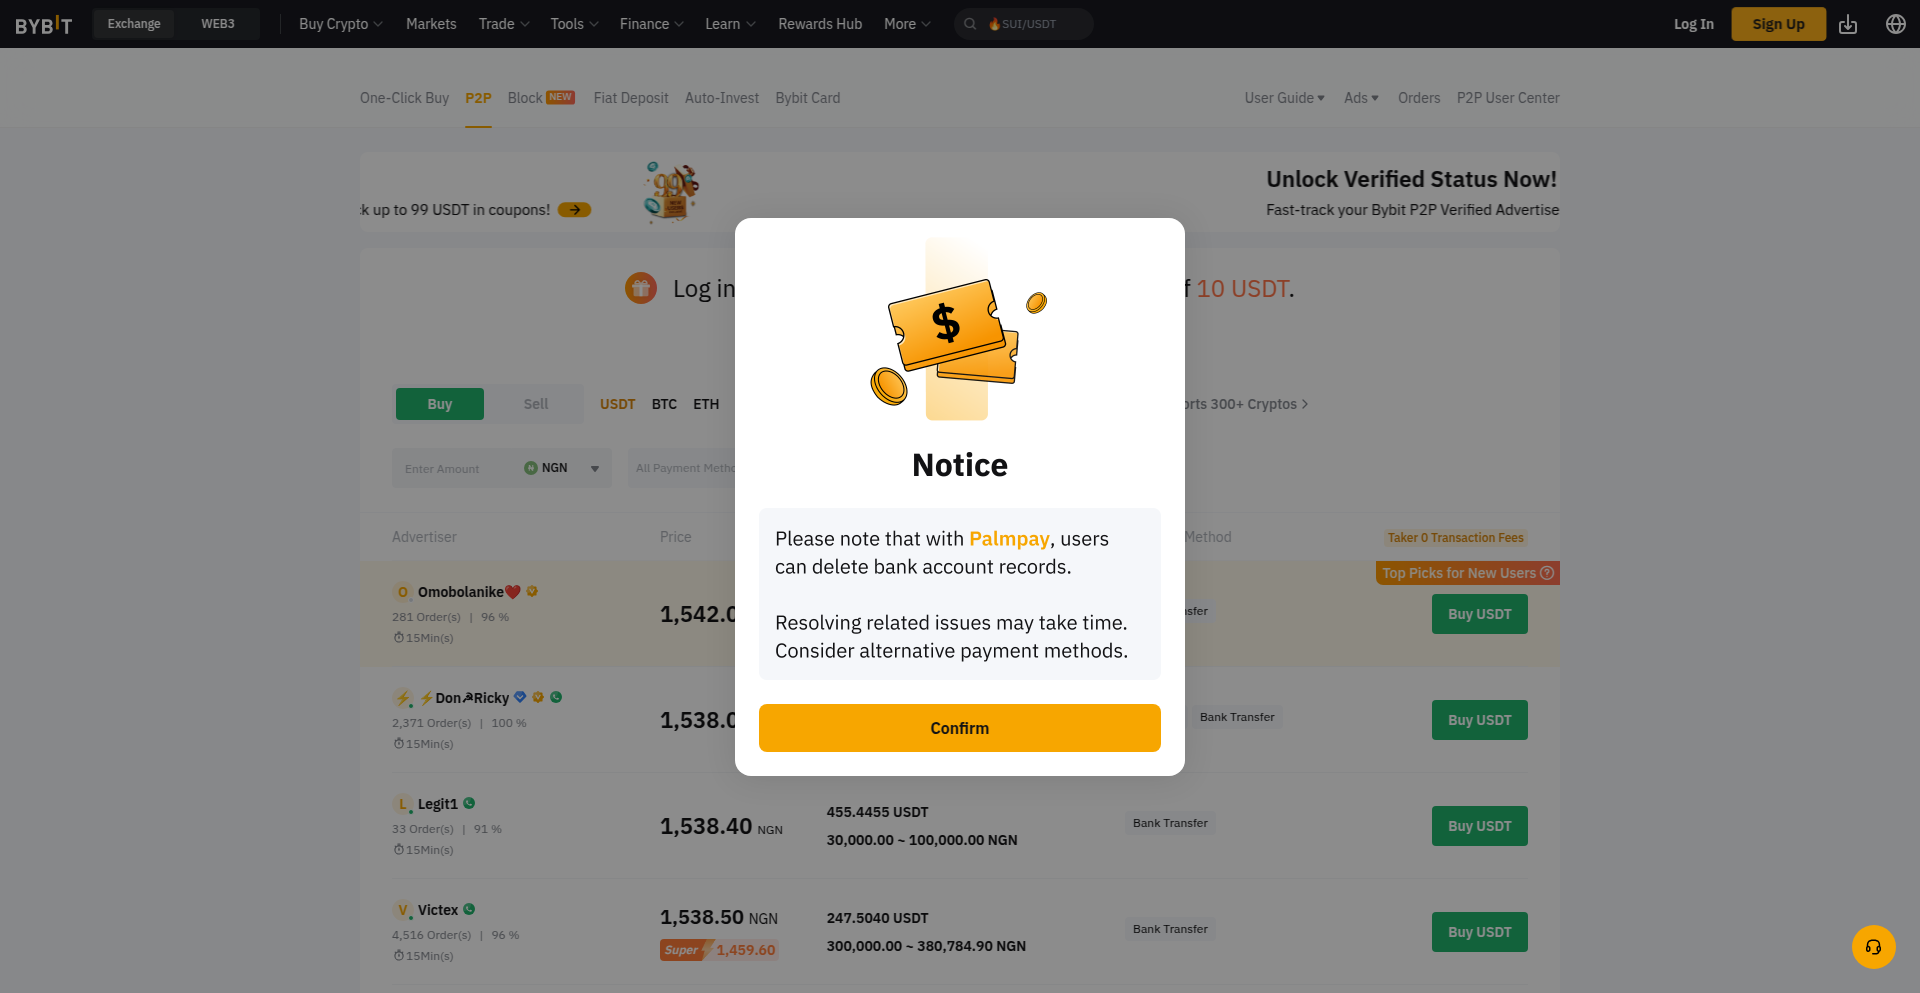 BYBIT
Exchange
WEB3
Buy Crypto
Markets
Trade
Tools
Finance
Learn
Rewards Hub
More
SUI/USDT
Log In
Sign Up
One-Click Buy
P2P
Block NEW
Fiat Deposit
Auto-Invest
Bybit Card
User Guide
Ads
Orders
P2P User Center
k up to 99 USDT in coupons!
Unlock Verified Status Now!
Fast-track your Bybit P2P Verified Advertise
Log in
f 10 USDT.
Buy
Sell
USDT
BTC
ETH
orts 300+ Cryptos
Enter Amount
NGN
All Payment Metho
Advertiser
Price
Method
Taker 0 Transaction Fees
Top Picks for New Users
O
Omobolanike
281 Order(s) | 96 %
15Min(s)
1,542.0
nsfer
Buy USDT
Don☭Ricky
2,371 Order(s) | 100 %
15Min(s)
1,538.0
Bank Transfer
Buy USDT
L
Legit1
33 Order(s) | 91 %
15Min(s)
1,538.40 NGN
455.4455 USDT
30,000.00 ~ 100,000.00 NGN
Bank Transfer
Buy USDT
V
Victex
4,516 Order(s) | 96 %
15Min(s)
1,538.50 NGN
Super 1,459.60
247.5040 USDT
300,000.00 ~ 380,784.90 NGN
Bank Transfer
Buy USDT
$
Notice
Please note that with Palmpay, users
can delete bank account records.
Resolving related issues may take time.
Consider alternative payment methods.
Confirm